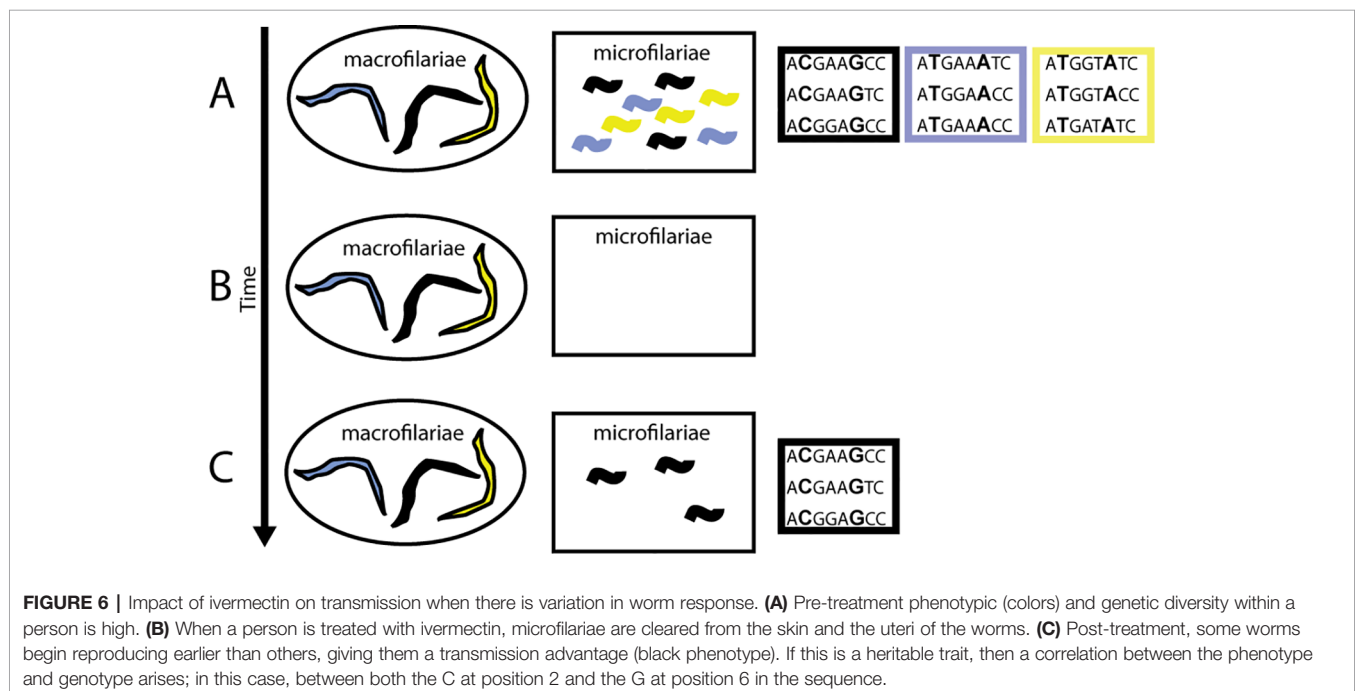 A
macrofilariae
microfilariae
ACGAAGCC
ACGAAGTC
ACGGAGCC
ATGAAATC
ATGGAACC
ATGAAACC
ATGGTATC
ATGGTACC
ATGATATC
B
Time
macrofilariae
microfilariae
C
macrofilariae
microfilariae
ACGAAGCC
ACGAAGTC
ACGGAGCC
FIGURE 6 | Impact of ivermectin on transmission when there is variation in worm response. (A) Pre-treatment phenotypic (colors) and genetic diversity within a
person is high. (B) When a person is treated with ivermectin, microfilariae are cleared from the skin and the uteri of the worms. (C) Post-treatment, some worms
begin reproducing earlier than others, giving them a transmission advantage (black phenotype). If this is a heritable trait, then a correlation between the phenotype
and genotype arises; in this case, between both the C at position 2 and the G at position 6 in the sequence.